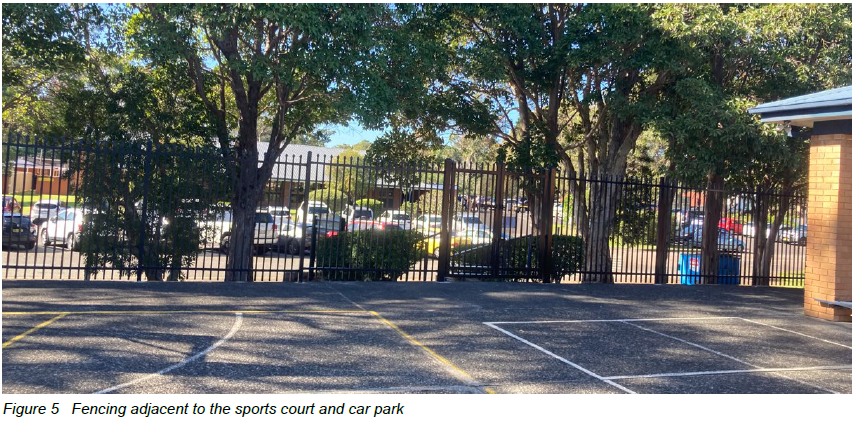 Figure 5 Fencing adjacent to the sports court and car park